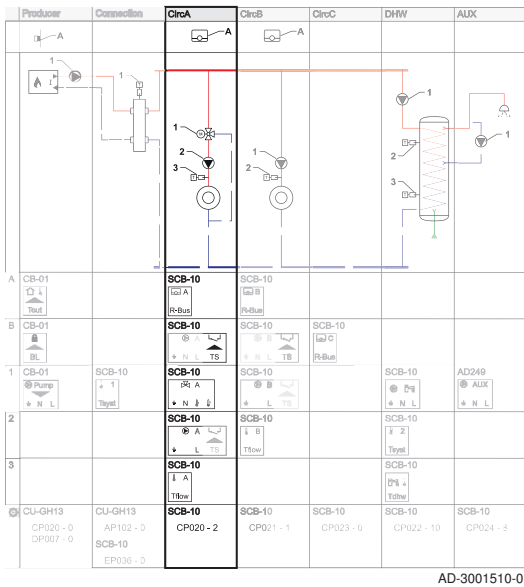 Producer Connection CircA CircB CircC DHW AUX
A A A
1 1 1
1 2 3
1 2
2 3 1
A CB-01 SCB-10 SCB-10
A B
Tout R-Bus R-Bus
B CB-01 SCB-10 SCB-10 SCB-10
A B C
BL N L TS N L TS R-Bus
1 CB-01 SCB-10 SCB-10 SCB-10 SCB-10 AD249
Pump 1 A B AUX
N L Tsyst N N L N L N L
2 SCB-10 SCB-10 SCB-10
A B 2
L TS Tflow Tsyst
3 SCB-10 SCB-10
A
Tflow Tdhw
CU-GH13 CU-GH13 SCB-10 SCB-10 SCB-10 SCB-10 SCB-10
CP020 - 0 AP102 - 0 CP020 - 2 CP021 - 1 CP023 - 0 CP022 - 10 CP024 - 8
DP007 - 0 SCB-10
EP036 - 0
AD-3001510-0